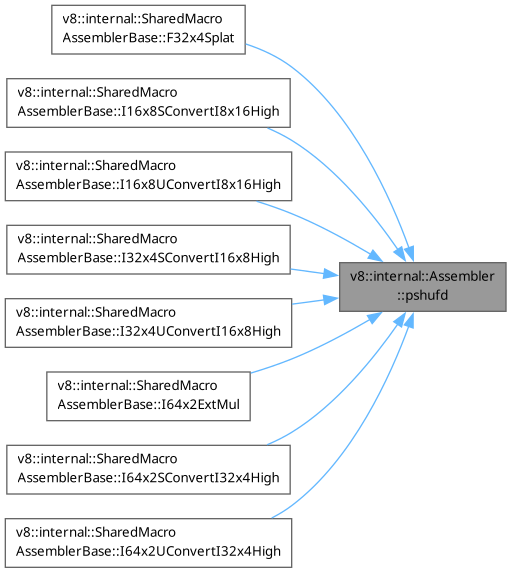 v8::internal::SharedMacro
AssemblerBase::F32x4Splat
v8::internal::SharedMacro
AssemblerBase::I16x8SConvertI8x16High
v8::internal::SharedMacro
AssemblerBase::I16x8UConvertI8x16High
v8::internal::SharedMacro
AssemblerBase::I32x4SConvertI16x8High
v8::internal::Assembler
::pshufd
v8::internal::SharedMacro
AssemblerBase::I32x4UConvertI16x8High
v8::internal::SharedMacro
AssemblerBase::I64x2ExtMul
v8::internal::SharedMacro
AssemblerBase::I64x2SConvertI32x4High
v8::internal::SharedMacro
AssemblerBase::I64x2UConvertI32x4High